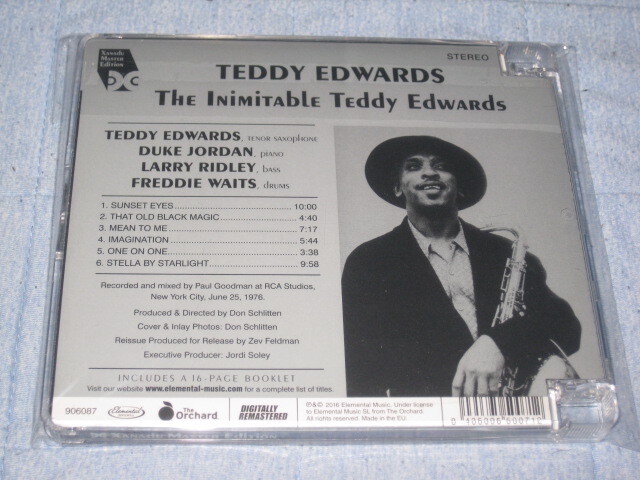 Xanadu
Master
Edition
STEREO
TEDDY EDWARDS
The Inimitable Teddy Edwards
TEDDY EDWARDS, TENOR SAXOPHONE
DUKE JORDAN, PIANO
LARRY RIDLEY, BASS
FREDDIE WAITS, DRUMS
1. SUNSET EYES 10:00
2. THAT OLD BLACK MAGIC 4:40
3. MEAN TO ME 7:17
4. IMAGINATION 5:44
5. ONE ON ONE 3:38
6. STELLA BY STARLIGHT 9:58
Recorded and mixed by Paul Goodman at RCA Studios,
New York City, June 25, 1976.
Produced & Directed by Don Schlitten
Cover & Inlay Photos: Don Schlitten
Reissue Produced for Release by Zev Feldman
Executive Producer: Jordi Soley
INCLUDES A 16-PAGE BOOKLET
Visit our website www.elemental-music.com for a complete list of titles.
906087
Elemental
The
Orchard
DIGITALLY
REMASTERED
℗&© 2016 Elemental Music. Under license
to Elemental Music SL from The Orchard.
All rights reserved. Made in the EU.
Xanadu Master Edition